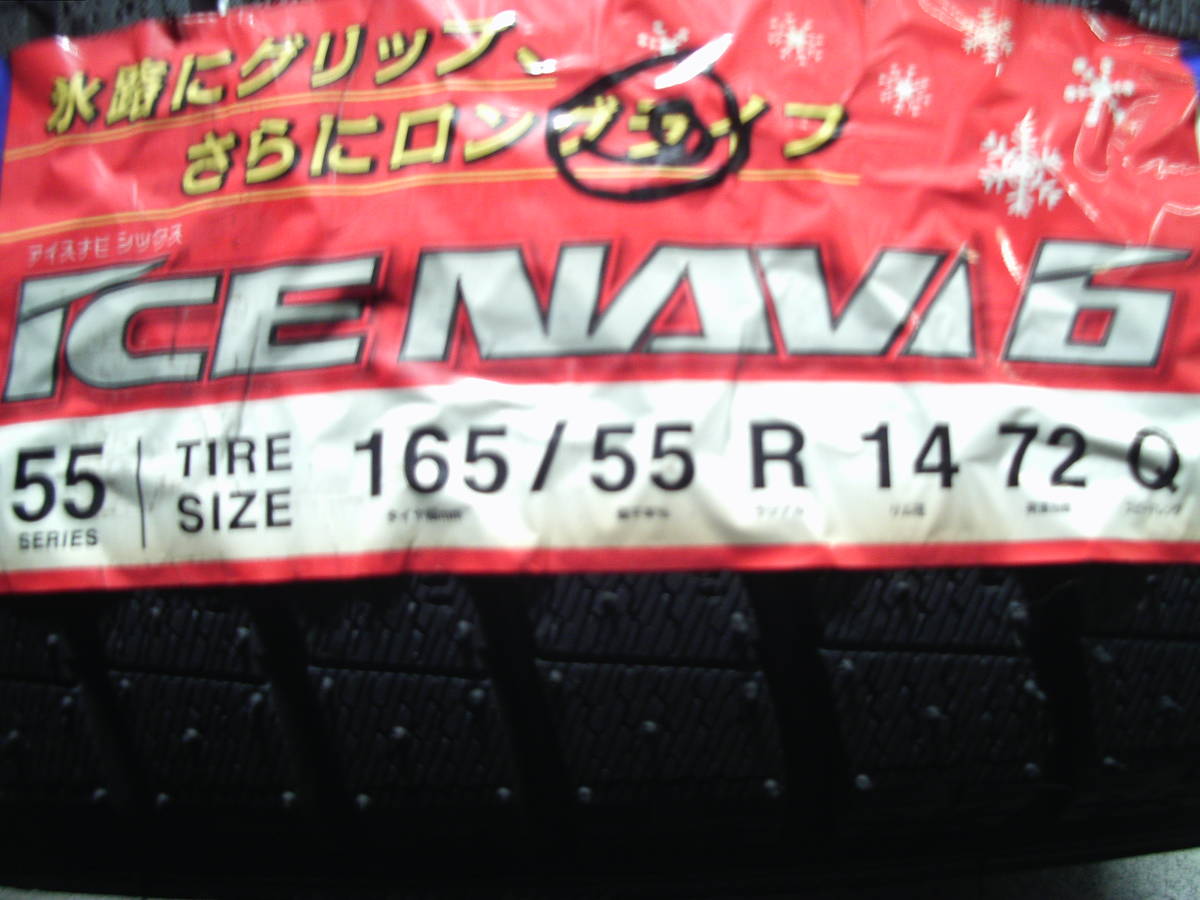 氷路にグリップ、
さらにロングライフ
アイスナビ シックス
ICE NAVI 6
55 SERIES
TIRE SIZE
165/55 R 14 72 Q